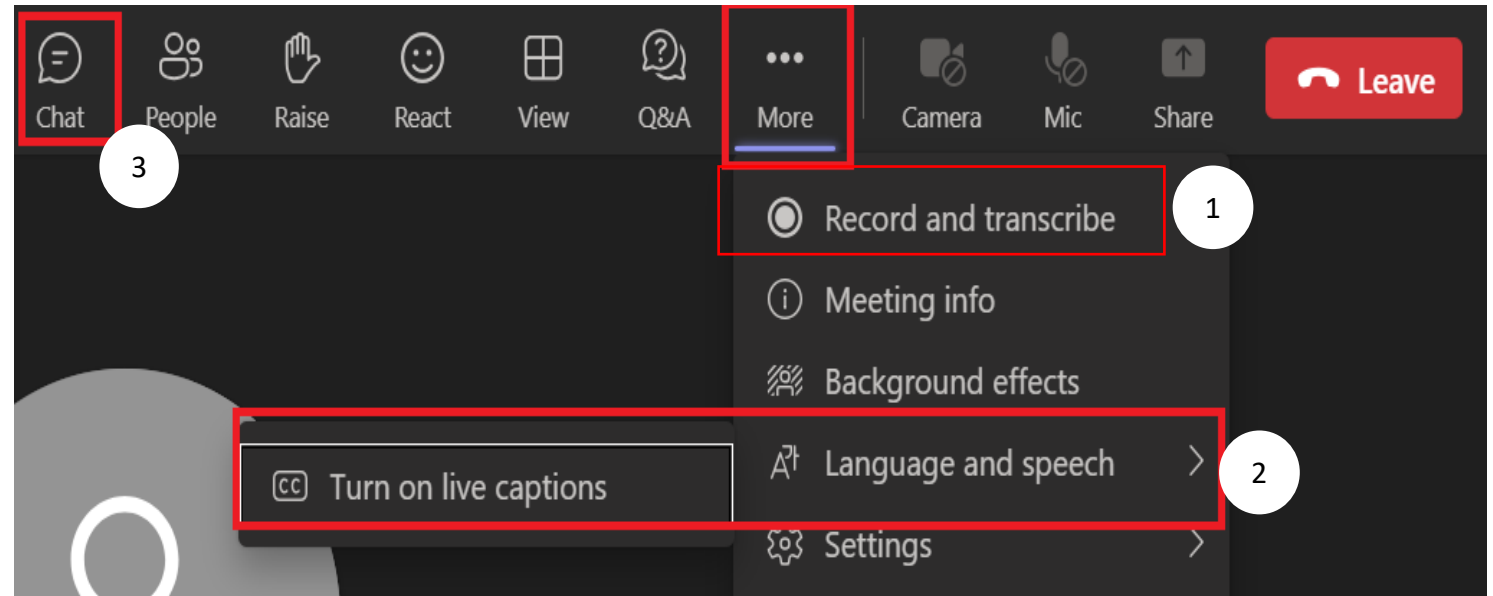 Chat People Raise React View Q&A More Camera Mic Share Leave
3
Record and transcribe
1
Meeting info
Background effects
Language and speech
2
CC Turn on live captions
Settings